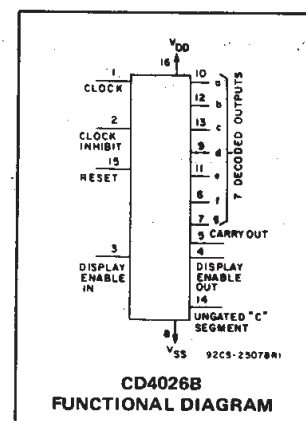 VDD
16
1
CLOCK
2
CLOCK
INHIBIT
15
RESET
3
DISPLAY
ENABLE
IN
10 a
12 b
13 c
9 d
11 e
6 f
7 g
7 DECODED OUTPUTS
5 CARRY OUT
4
DISPLAY
ENABLE
OUT
14
UNGATED "C"
SEGMENT
8
VSS
92CS-25078R1
CD4026B
FUNCTIONAL DIAGRAM